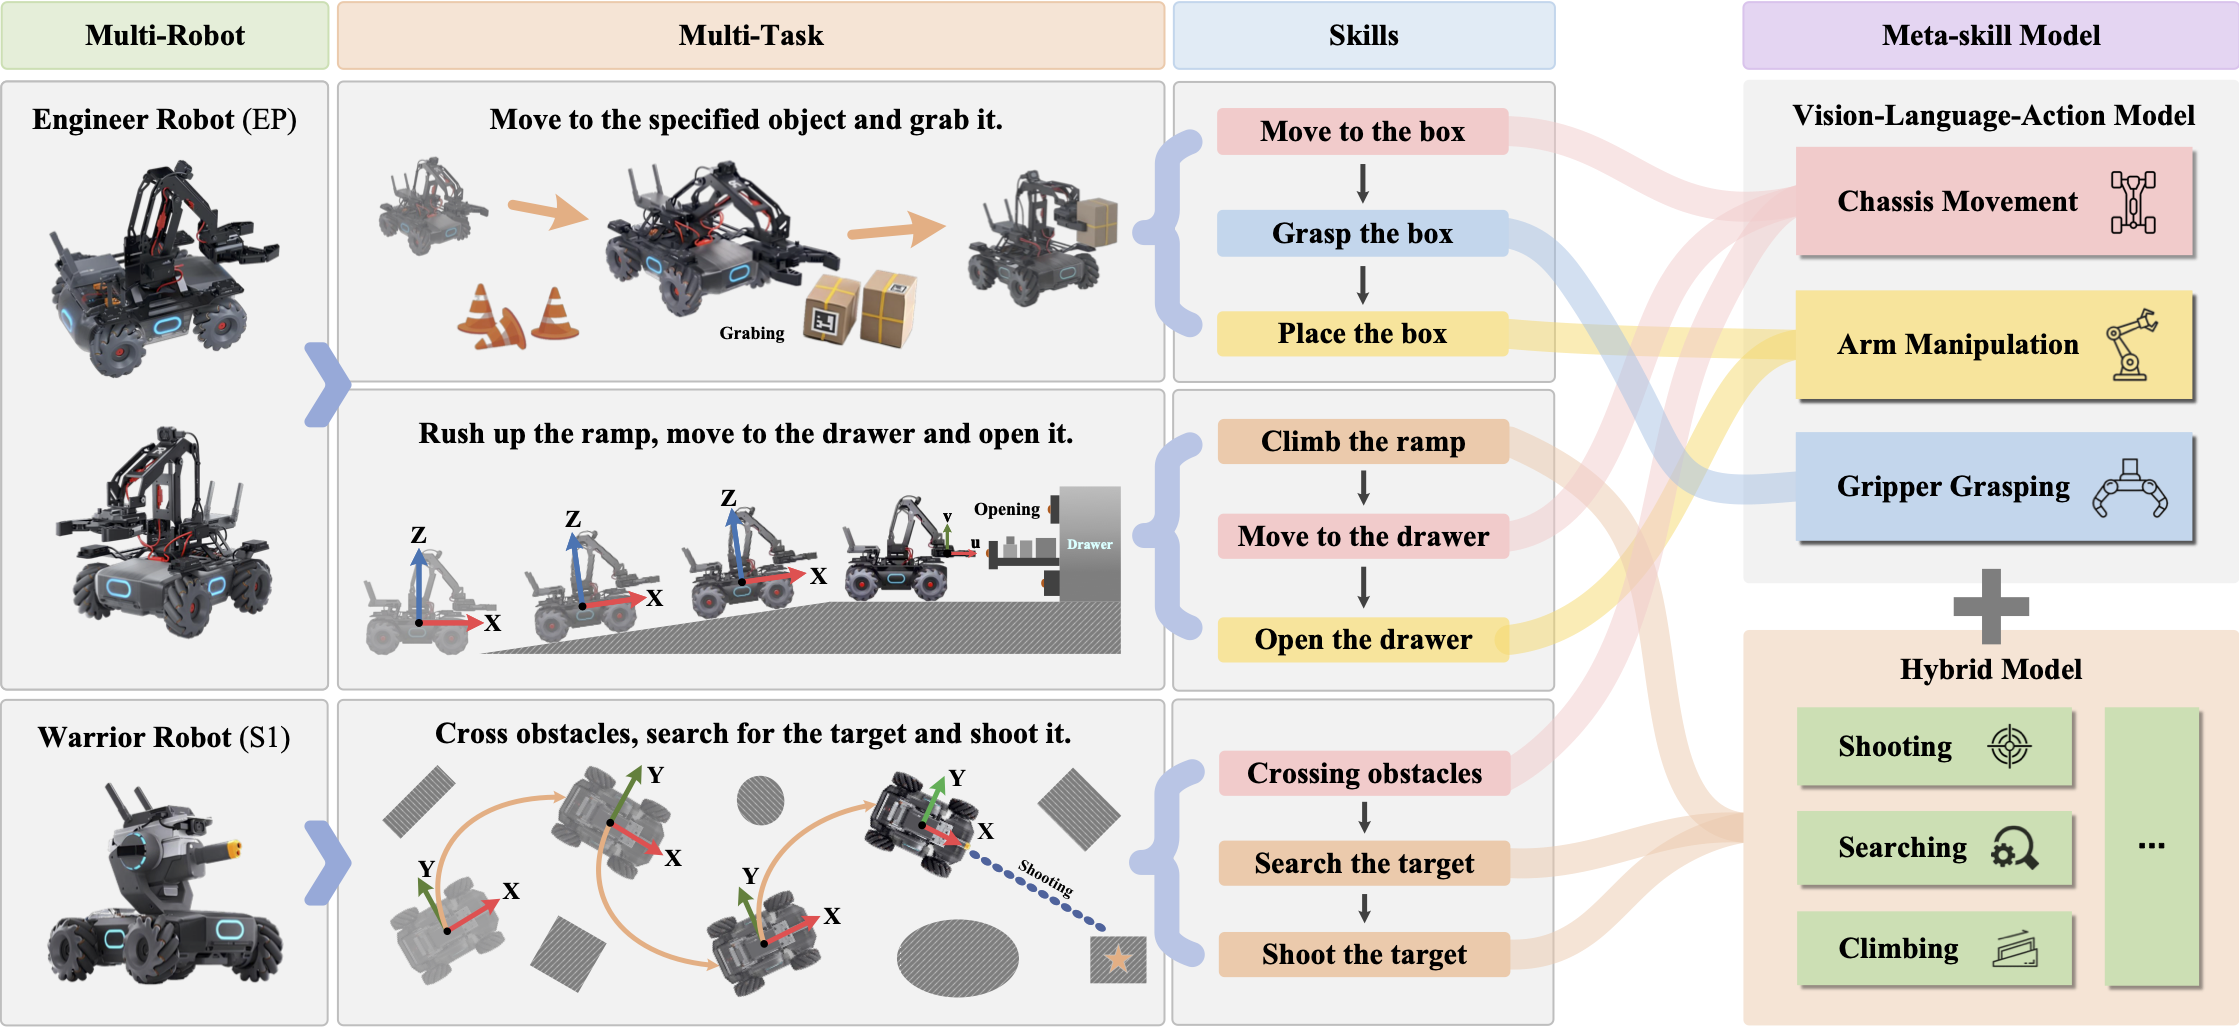 Multi-Robot
Multi-Task
Skills
Meta-skill Model
Engineer Robot (EP)
Move to the specified object and grab it.
Grabing
Move to the box
Grasp the box
Place the box
Rush up the ramp, move to the drawer and open it.
Z
X
Z
X
Z
X
v
u
Opening
Drawer
Climb the ramp
Move to the drawer
Open the drawer
Warrior Robot (S1)
Cross obstacles, search for the target and shoot it.
Y
X
Y
X
Y
X
Y
X
Shooting
Crossing obstacles
Search the target
Shoot the target
Vision-Language-Action Model
Chassis Movement
Arm Manipulation
Gripper Grasping
Hybrid Model
Shooting
Searching
Climbing
...